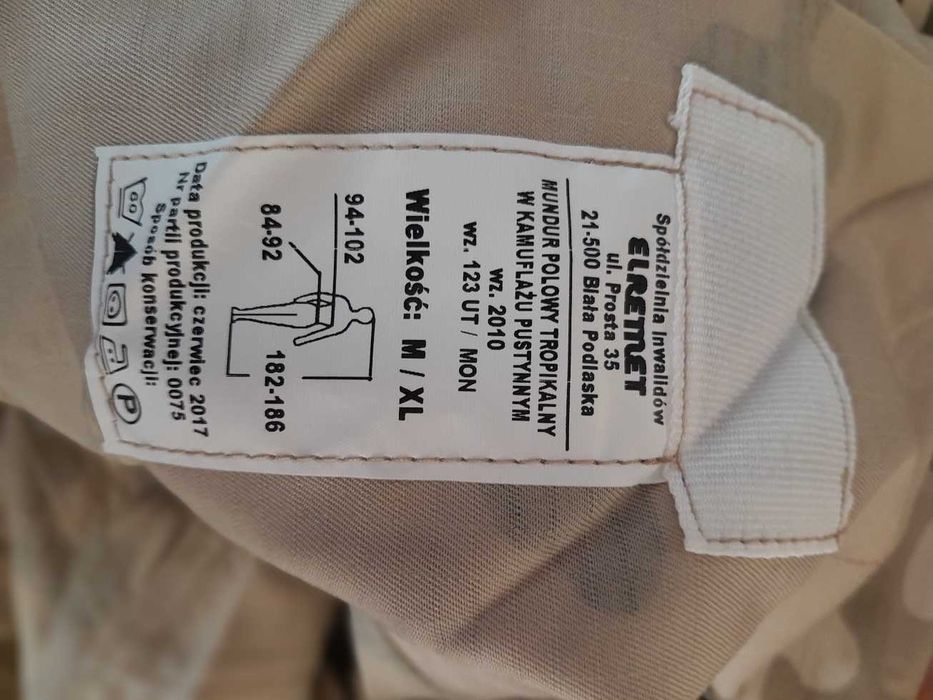 Spółdzielnia Inwalidów
ELREMET
ul. Prosta 35
21-500 Biała Podlaska
MUNDUR POLOWY TROPIKALNY
W KAMUFLAŻU PUSTYNNYM
wz. 2010
wz. 123 UT / MON
Wielkość: M / XL
94-102
84-92
182-186
Data produkcji: czerwiec 2017
Nr partii produkcyjnej: 0075
Sposób konserwacji:
60
P